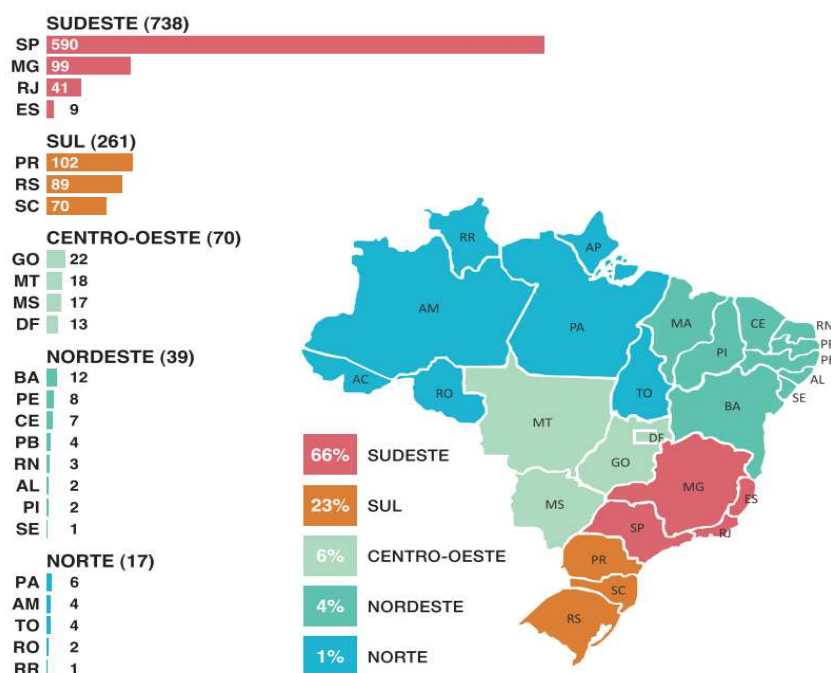 SUDESTE (738)
SP 590
MG 99
RJ 41
ES 9
SUL (261)
PR 102
RS 89
SC 70
CENTRO-OESTE (70)
GO 22
MT 18
MS 17
DF 13
NORDESTE (39)
BA 12
PE 8
CE 7
PB 4
RN 3
AL 2
PI 2
SE 1
NORTE (17)
PA 6
AM 4
TO 4
RO 2
RR 1
RR
AP
AM
PA
MA
CE
RN
PI
AL
SE
AC
RO
TO
BA
MT
DF
GO
MG
ES
MS
SP
RJ
PR
SC
RS
66% SUDESTE
23% SUL
6% CENTRO-OESTE
4% NORDESTE
1% NORTE